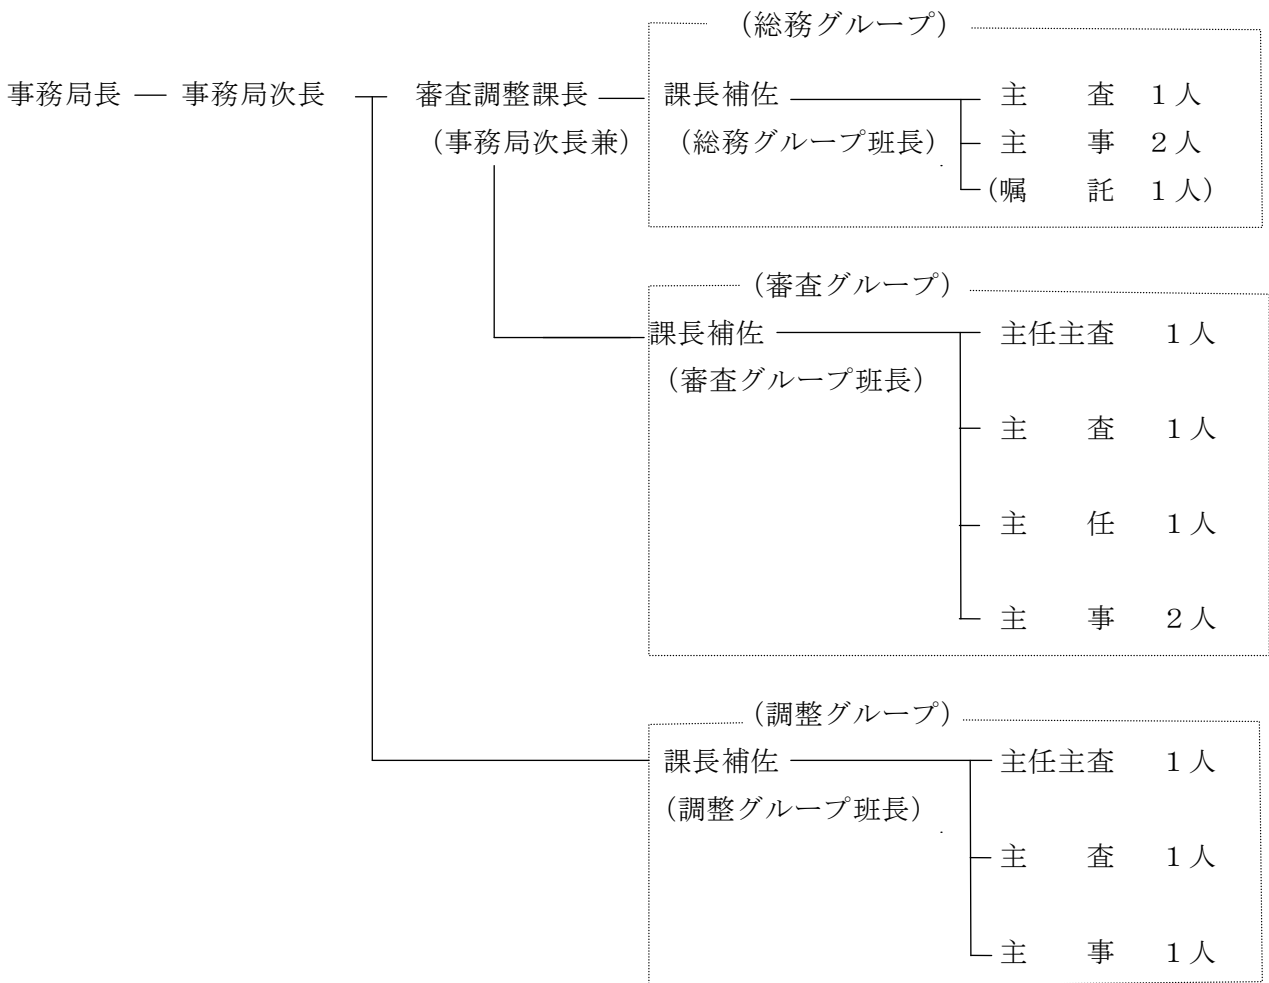 （総務グループ）
事務局長 ― 事務局次長 審査調整課長 課長補佐 主　査 １人
（事務局次長兼） （総務グループ班長） 主　事 ２人
（嘱　託 １人）
（審査グループ）
課長補佐 主任主査 １人
（審査グループ班長）
主　査 １人
主　任 １人
主　事 ２人
（調整グループ）
課長補佐 主任主査 １人
（調整グループ班長）
主　査 １人
主　事 １人